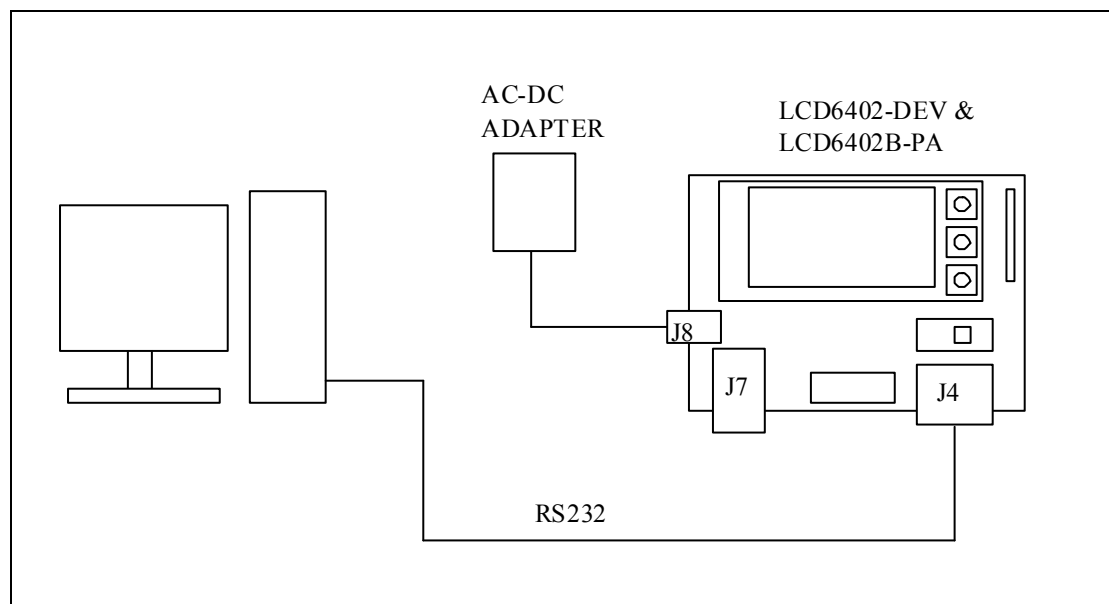 AC-DC
ADAPTER
LCD6402-DEV &
LCD6402B-PA
J8
J7
J4
RS232